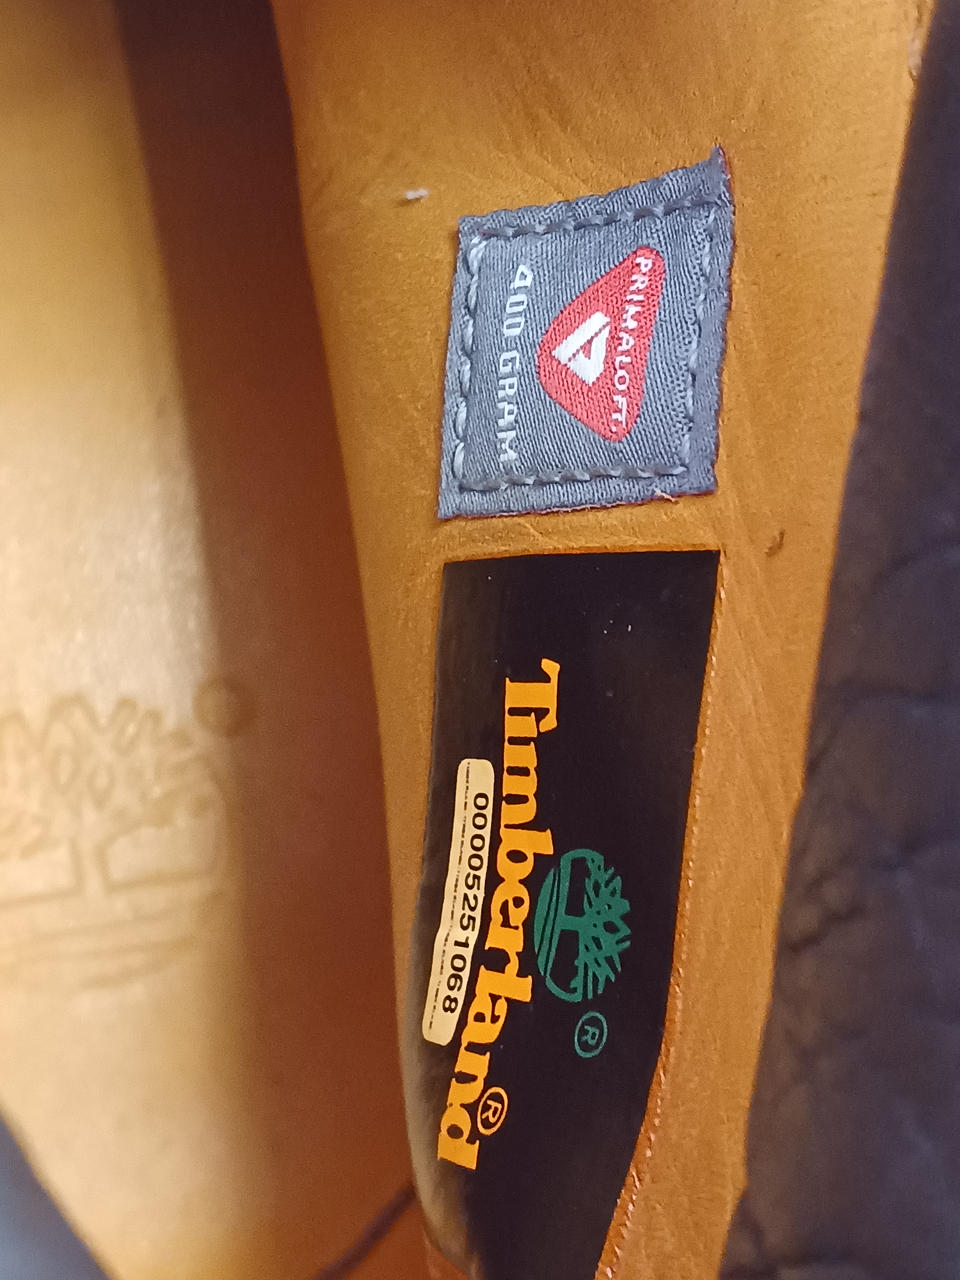 PRIMALOFT.
400 GRAM
Timberland®
®
00005251068